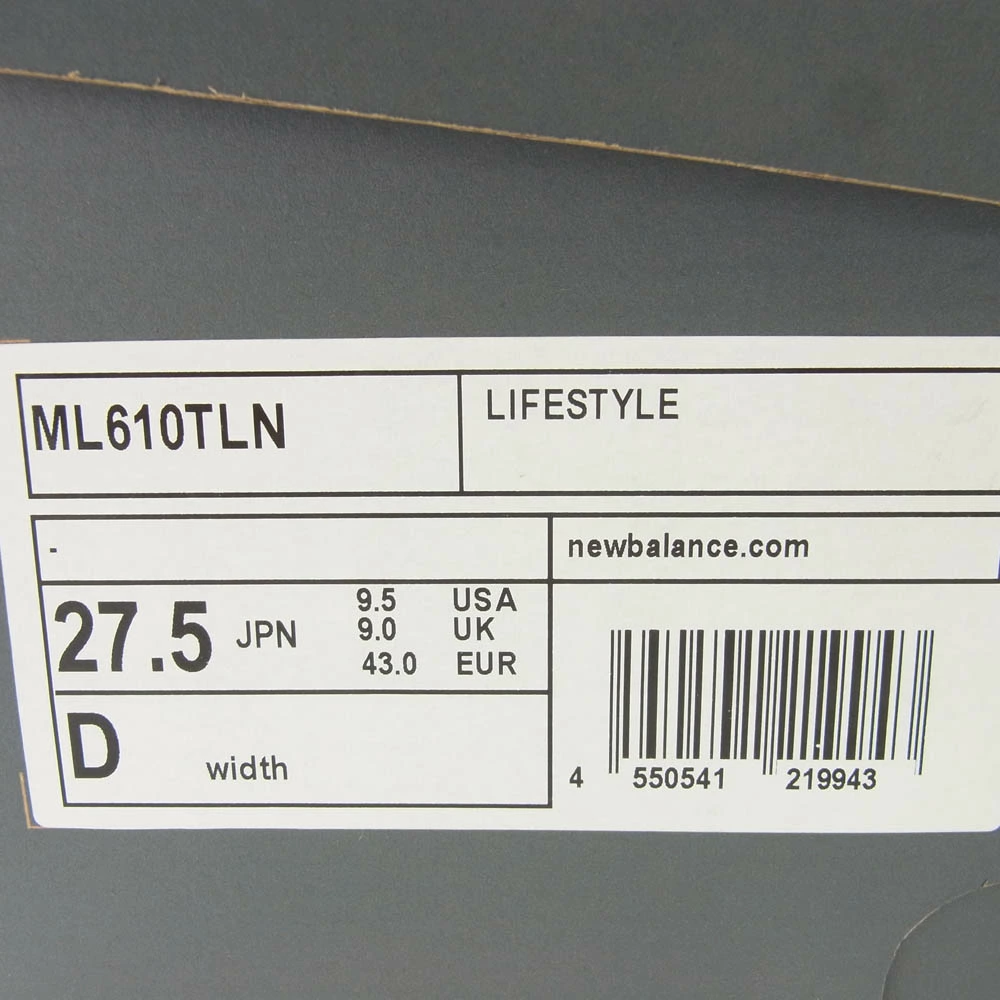 ML610TLN
LIFESTYLE
-
newbalance.com
27.5 JPN
9.5 USA
9.0 UK
43.0 EUR
D width
4 550541 219943